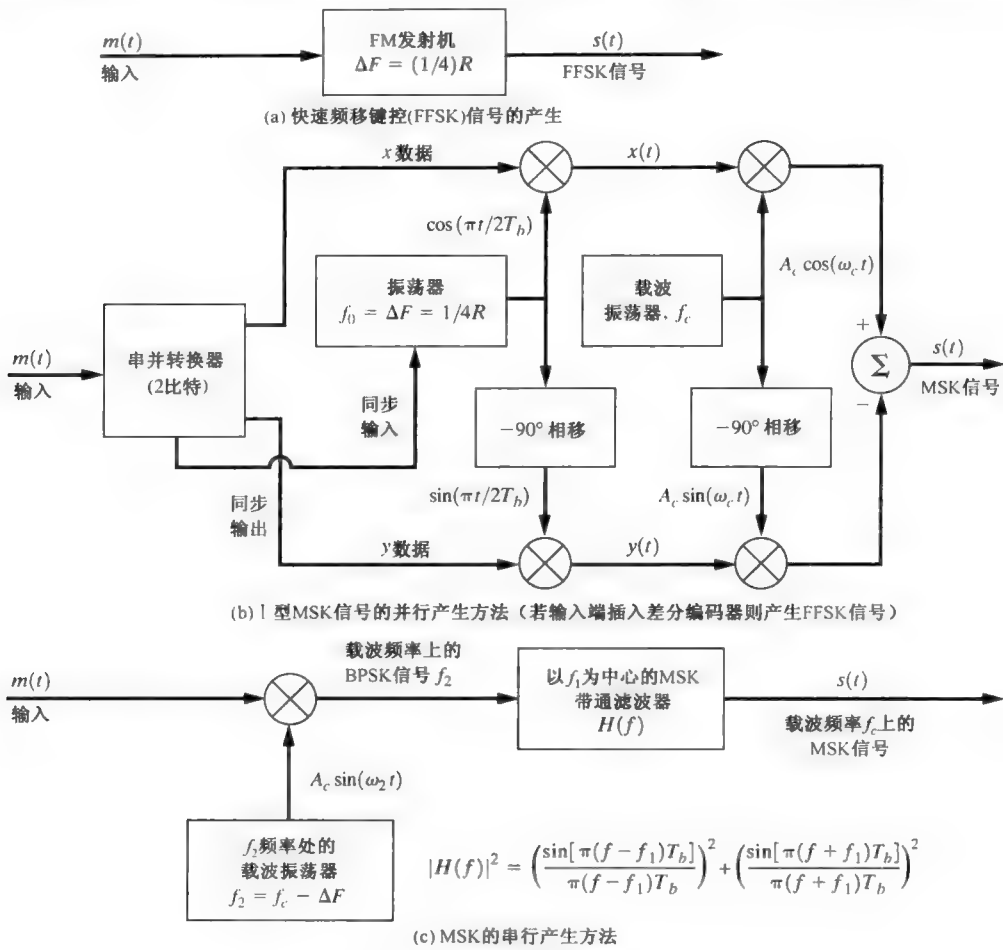 m(t)
输入
FM发射机
ΔF = (1/4)R
s(t)
FFSK信号
(a) 快速频移键控(FFSK)信号的产生
x数据
x(t)
cos(πt/2T_b)
A_c cos(ω_c t)
振荡器
f_0 = ΔF = 1/4R
载波
振荡器, f_c
m(t)
输入
串并转换器
(2比特)
+
Σ
−
s(t)
MSK信号
同步
输入
−90° 相移
−90° 相移
同步
输出
sin(πt/2T_b)
A_c sin(ω_c t)
y数据
y(t)
(b) I 型MSK信号的并行产生方法（若输入端插入差分编码器则产生FFSK信号）
m(t)
输入
载波频率上的
BPSK信号 f_2
以f_1为中心的MSK
带通滤波器
H(f)
s(t)
载波频率f_c上的
MSK信号
A_c sin(ω_2 t)
f_2频率处的
载波振荡器
f_2 = f_c − ΔF
|H(f)|^2 = (sin[π(f − f_1)T_b] / π(f − f_1)T_b)^2 + (sin[π(f + f_1)T_b] / π(f + f_1)T_b)^2
(c) MSK的串行产生方法